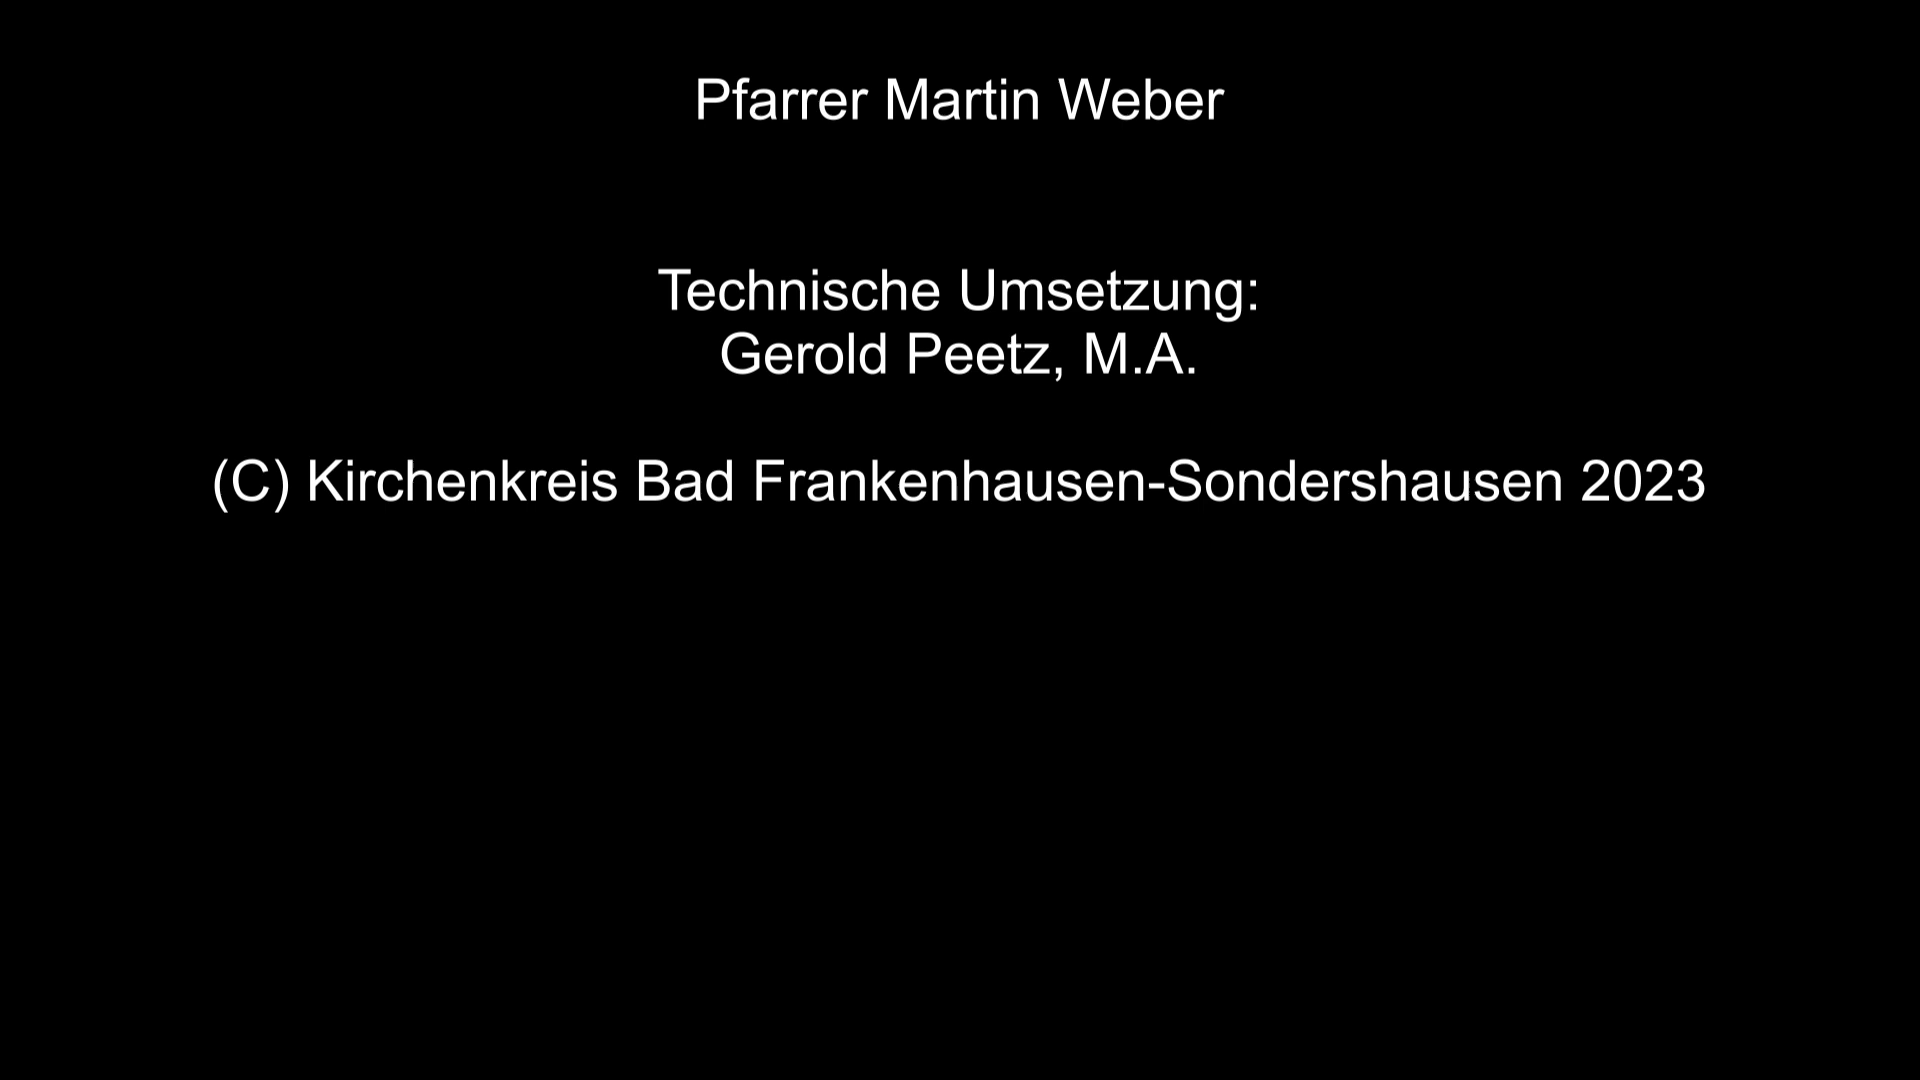 Pfarrer Martin Weber
Technische Umsetzung:
Gerold Peetz, M.A.
(C) Kirchenkreis Bad Frankenhausen-Sondershausen 2023